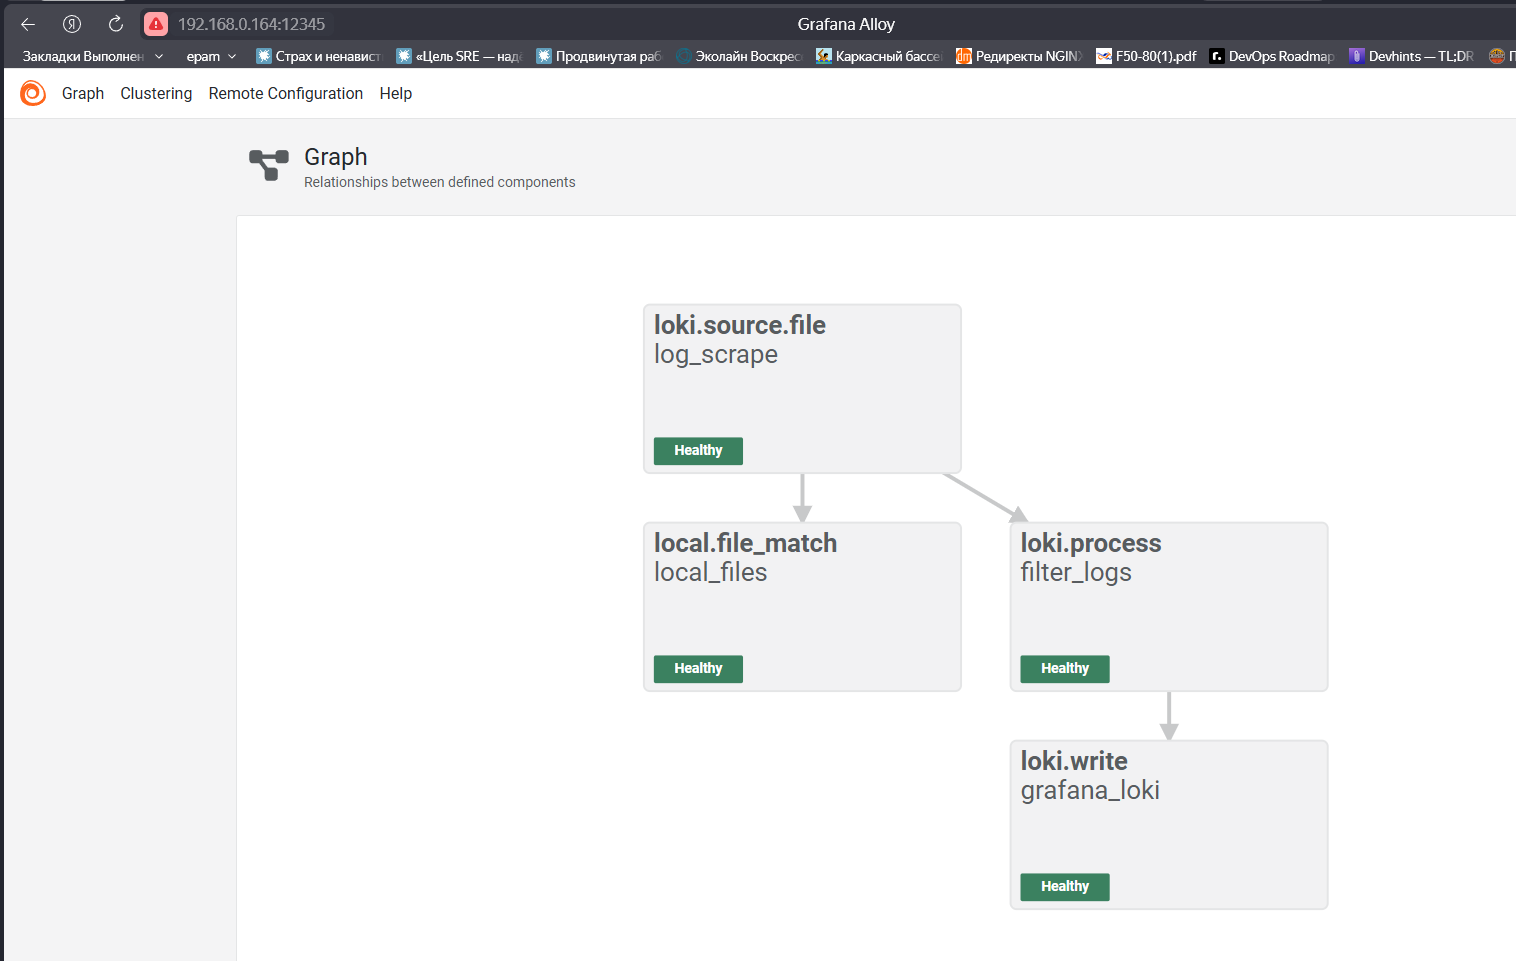 192.168.0.164:12345
Grafana Alloy
Закладки Выполнен
epam
Страх и ненавист
«Цель SRE — надё
Продвинутая раб
Эколайн Воскрес
Каркасный бассе
Редиректы NGINX
F50-80(1).pdf
DevOps Roadmap
Devhints — TL;DR
Graph Clustering Remote Configuration Help
Graph
Relationships between defined components
loki.source.file
log_scrape
Healthy
local.file_match
local_files
Healthy
loki.process
filter_logs
Healthy
loki.write
grafana_loki
Healthy